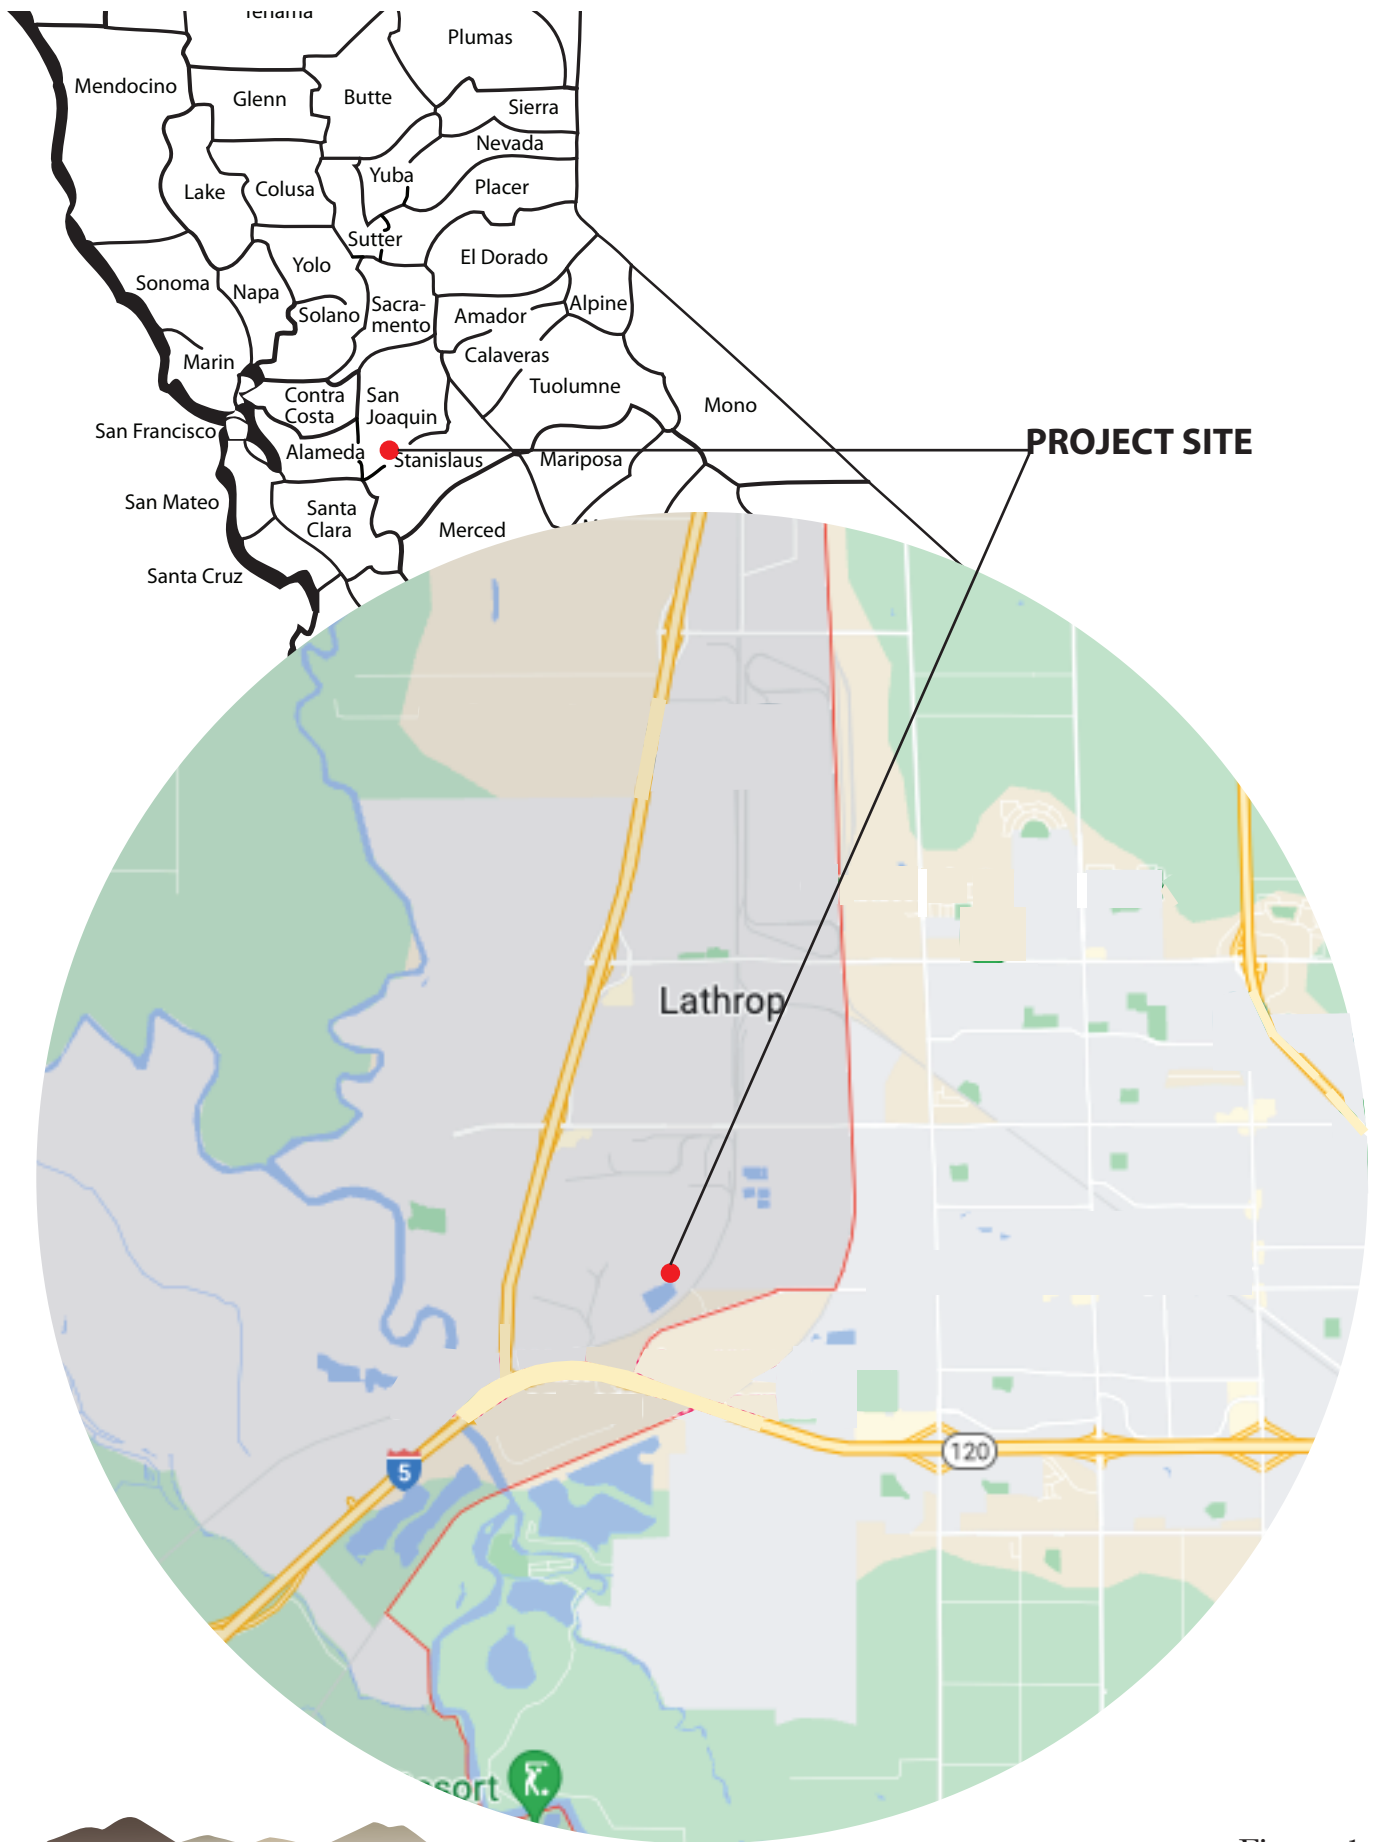 Plumas
Mendocino
Glenn
Butte
Sierra
Nevada
Yuba
Lake
Colusa
Placer
Sutter
El Dorado
Yolo
Sonoma
Napa
Sacra-
mento
Alpine
Solano
Amador
Calaveras
Marin
Tuolumne
Contra
Costa
San
Joaquin
Mono
San Francisco
PROJECT SITE
Alameda
Stanislaus
Mariposa
San Mateo
Santa
Clara
Merced
Santa Cruz
Lathrop
120
5